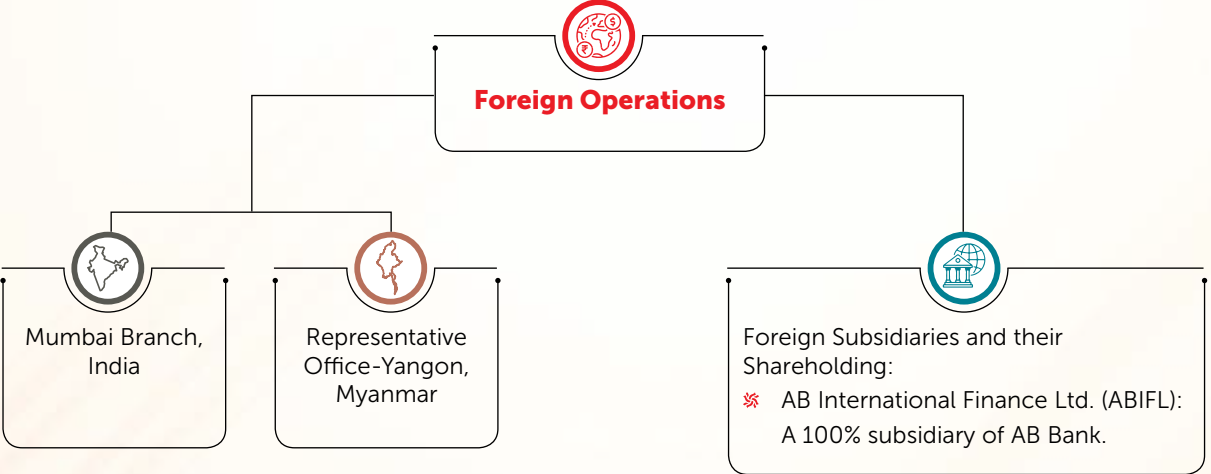 Foreign Operations
Mumbai Branch,
India
Representative
Office-Yangon,
Myanmar
Foreign Subsidiaries and their
Shareholding:
AB International Finance Ltd. (ABIFL):
A 100% subsidiary of AB Bank.